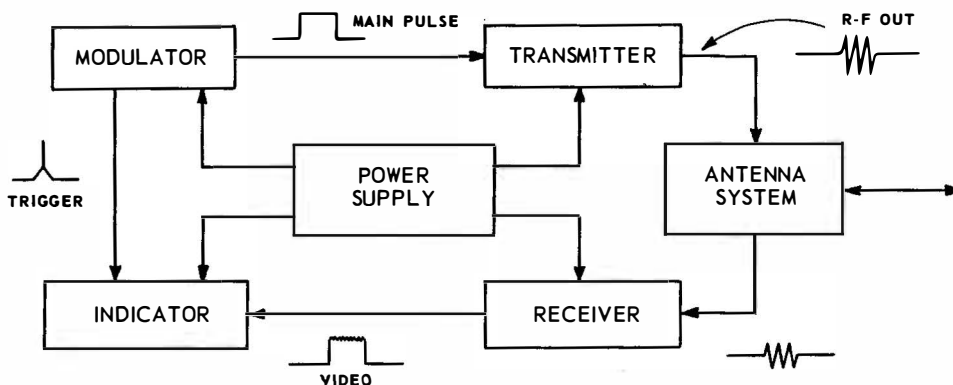 MAIN PULSE
R-F OUT
MODULATOR
TRANSMITTER
POWER
SUPPLY
ANTENNA
SYSTEM
TRIGGER
INDICATOR
RECEIVER
VIDEO